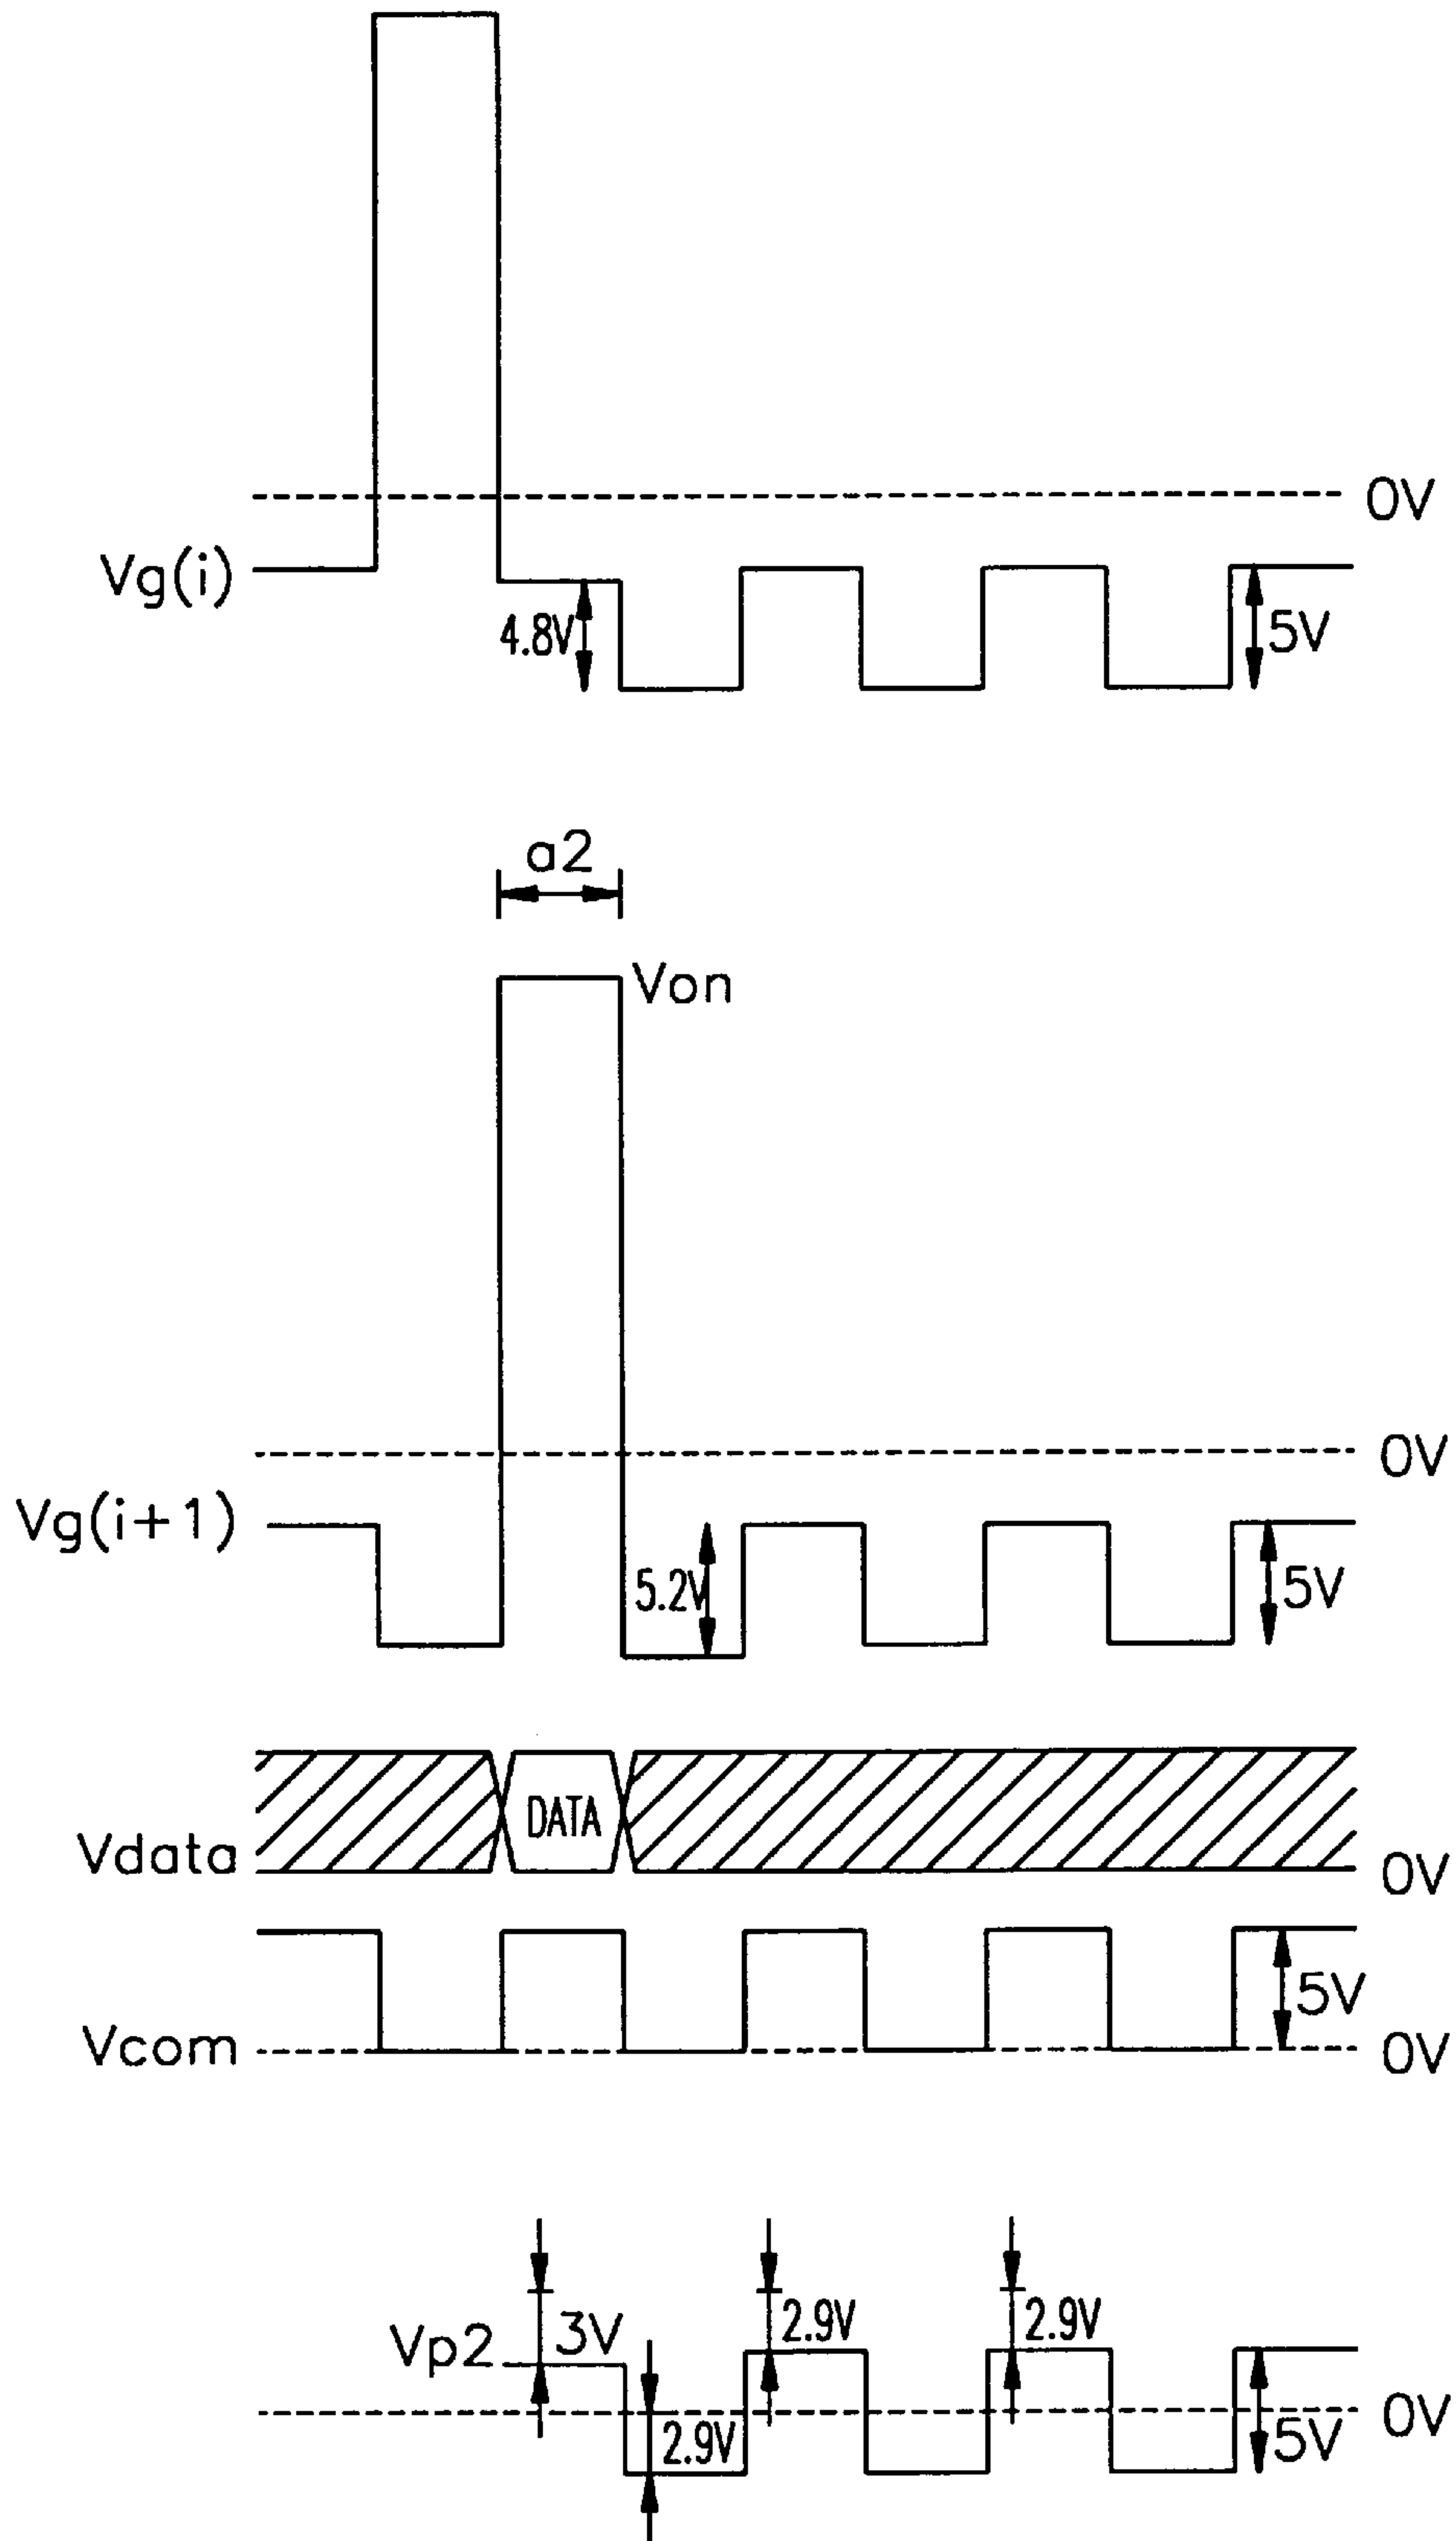 0V
Vg(i)
4.8V
5V
a2
Von
0V
Vg(i+1)
5.2V
5V
DATA
Vdata
0V
5V
Vcom
0V
2.9V
2.9V
3V
Vp2
0V
2.9V
5V